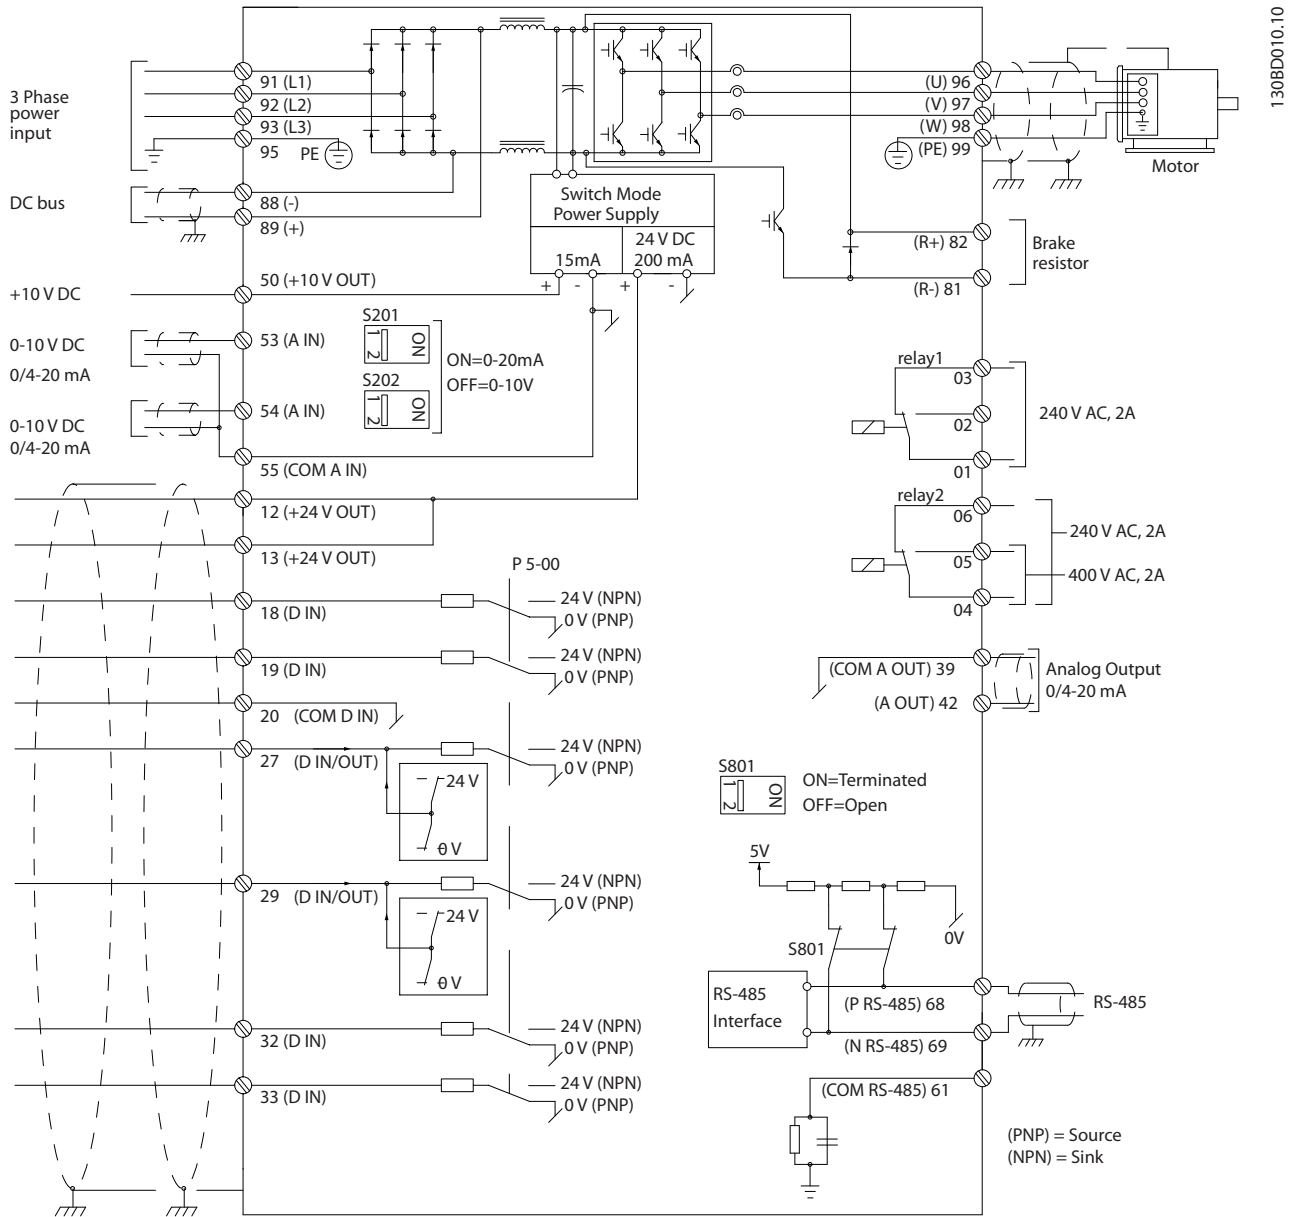 130BD010.10
3 Phase
power
input
91 (L1)
92 (L2)
93 (L3)
95 PE
DC bus
88 (-)
89 (+)
+10 V DC
50 (+10 V OUT)
0-10 V DC
0/4-20 mA
53 (A IN)
0-10 V DC
0/4-20 mA
54 (A IN)
55 (COM A IN)
12 (+24 V OUT)
13 (+24 V OUT)
18 (D IN)
19 (D IN)
20 (COM D IN)
27 (D IN/OUT)
29 (D IN/OUT)
32 (D IN)
33 (D IN)
Switch Mode
Power Supply
15mA
24 V DC
200 mA
+ - + -
S201
1 2 ON
S202
1 2 ON
ON=0-20mA
OFF=0-10V
P 5-00
24 V (NPN)
0 V (PNP)
24 V (NPN)
0 V (PNP)
24 V (NPN)
0 V (PNP)
24 V
0 V
24 V (NPN)
0 V (PNP)
24 V
0 V
24 V (NPN)
0 V (PNP)
24 V (NPN)
0 V (PNP)
(U) 96
(V) 97
(W) 98
(PE) 99
Motor
(R+) 82
(R-) 81
Brake
resistor
relay1
03
02
01
240 V AC, 2A
relay2
06
05
04
240 V AC, 2A
400 V AC, 2A
(COM A OUT) 39
(A OUT) 42
Analog Output
0/4-20 mA
S801
1 2 ON
ON=Terminated
OFF=Open
5V
0V
S801
RS-485
Interface
(P RS-485) 68
(N RS-485) 69
RS-485
(COM RS-485) 61
(PNP) = Source
(NPN) = Sink